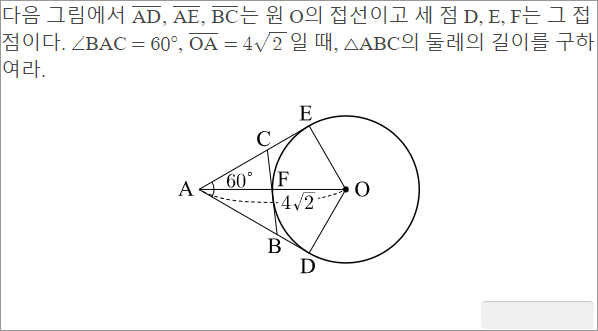 다음 그림에서 AD, AE, BC는 원 O의 접선이고 세 점 D, E, F는 그 접
점이다. ∠BAC = 60°, OA = 4√2 일 때, △ABC의 둘레의 길이를 구하
여라.
E
C
A 60° F O
4√2
B
D